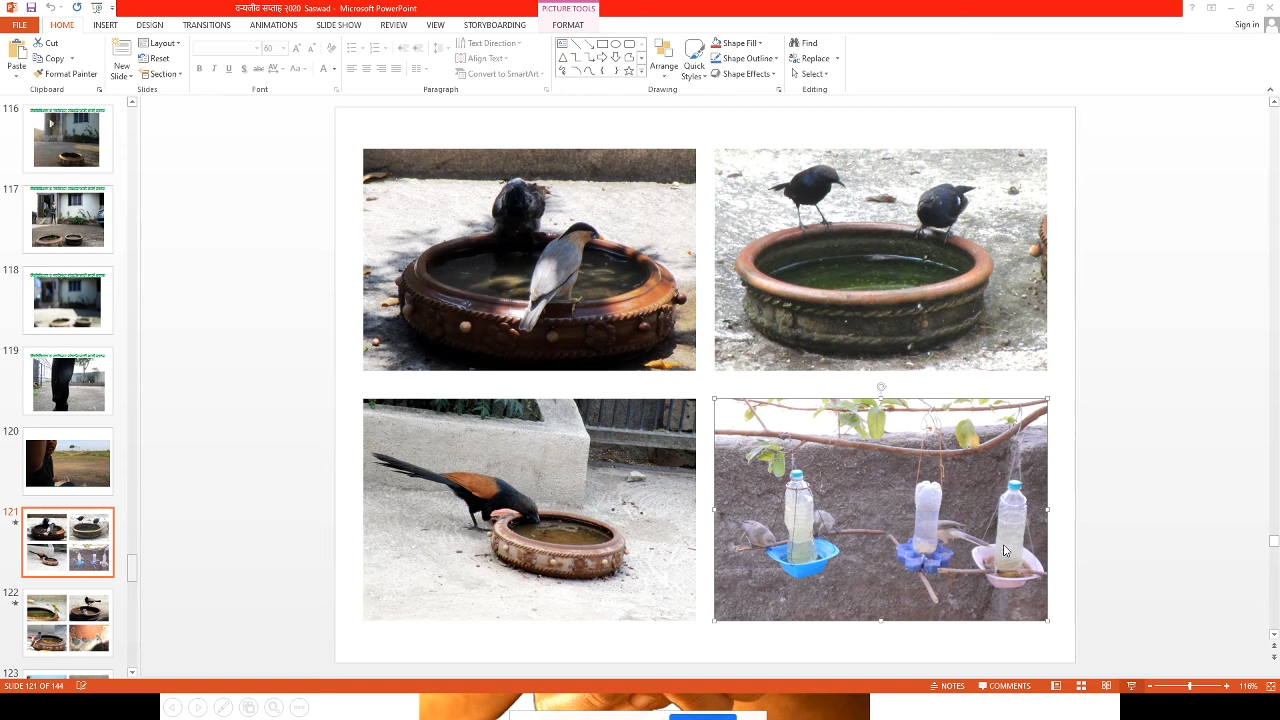 वन्यजीव सप्ताह २०20 Saswad - Microsoft PowerPoint
PICTURE TOOLS
Sign in
FILE HOME INSERT DESIGN TRANSITIONS ANIMATIONS SLIDE SHOW REVIEW VIEW STORYBOARDING FORMAT
Paste
Cut
Copy
Format Painter
Clipboard
New Slide
Layout
Reset
Section
Slides
60
Font
Text Direction
Align Text
Convert to SmartArt
Paragraph
Arrange
Quick Styles
Shape Fill
Shape Outline
Shape Effects
Drawing
Find
Replace
Select
Editing
116
117
118
119
120
121
122
123
SLIDE 121 OF 144
NOTES
COMMENTS
116%